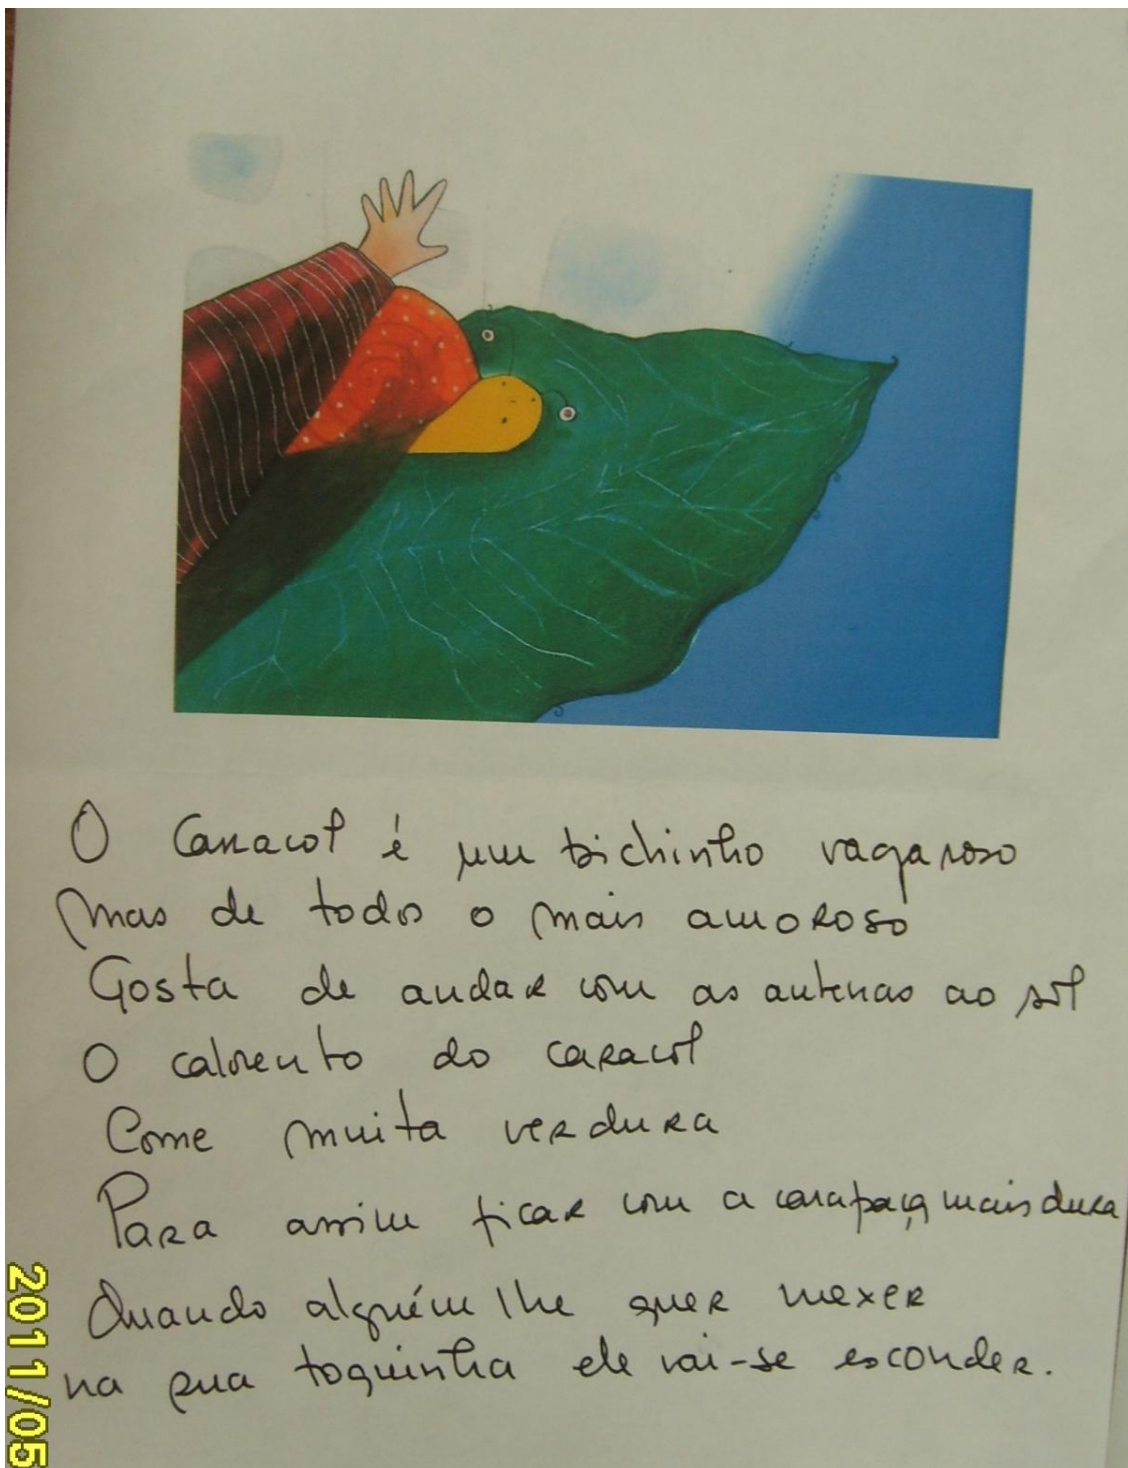 O Caracol é um bichinho vagaroso
mas de todos o mais amoroso
Gosta de andar com as antenas ao sol
O calorento do caracol
Come muita verdura
Para assim ficar com a carapaça mais dura
Quando alguém lhe quer mexer
na sua toquinha ele vai-se esconder.
2011/05